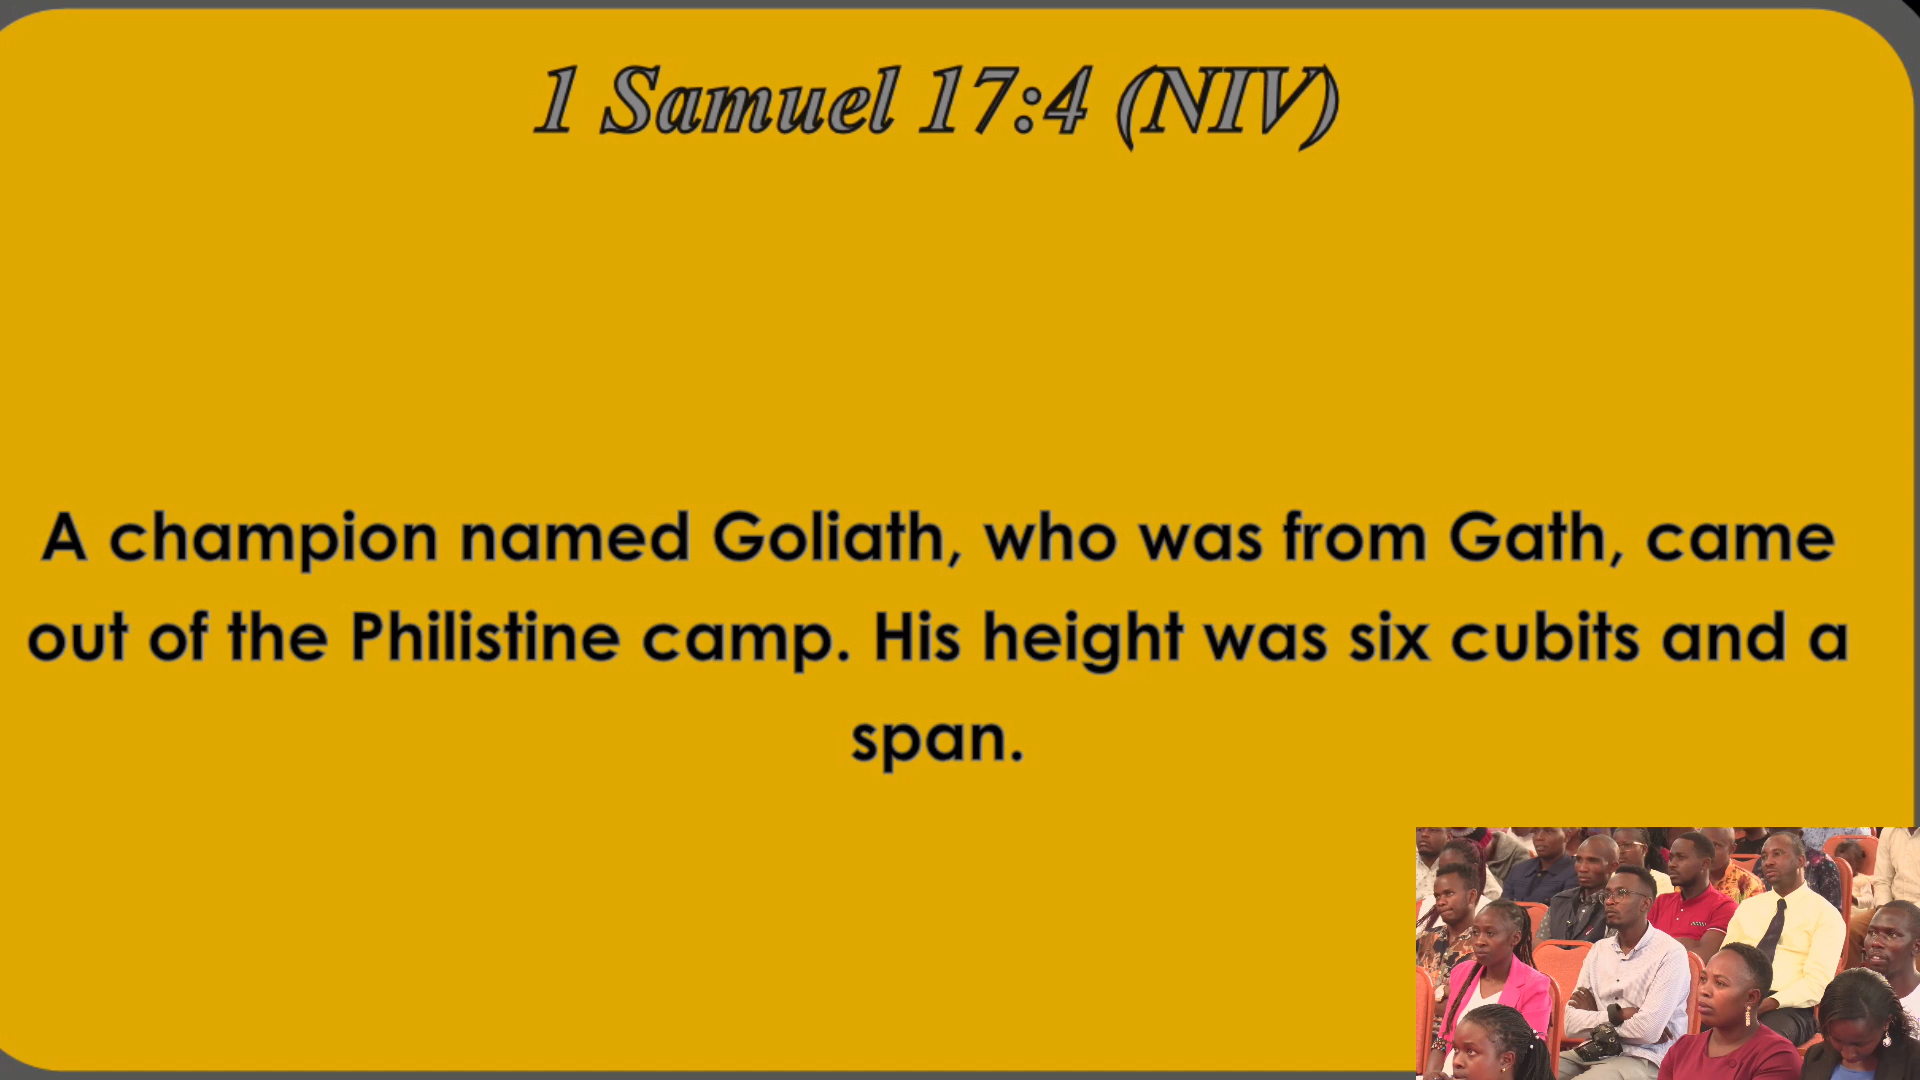 1 Samuel 17:4 (NIV)
A champion named Goliath, who was from Gath, came
out of the Philistine camp. His height was six cubits and a
span.